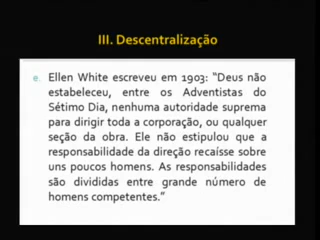 III. Descentralização
e. Ellen White escreveu em 1903: “Deus não
estabeleceu, entre os Adventistas do
Sétimo Dia, nenhuma autoridade suprema
para dirigir toda a corporação, ou qualquer
seção da obra. Ele não estipulou que a
responsabilidade da direção recaísse sobre
uns poucos homens. As responsabilidades
são divididas entre grande número de
homens competentes.”